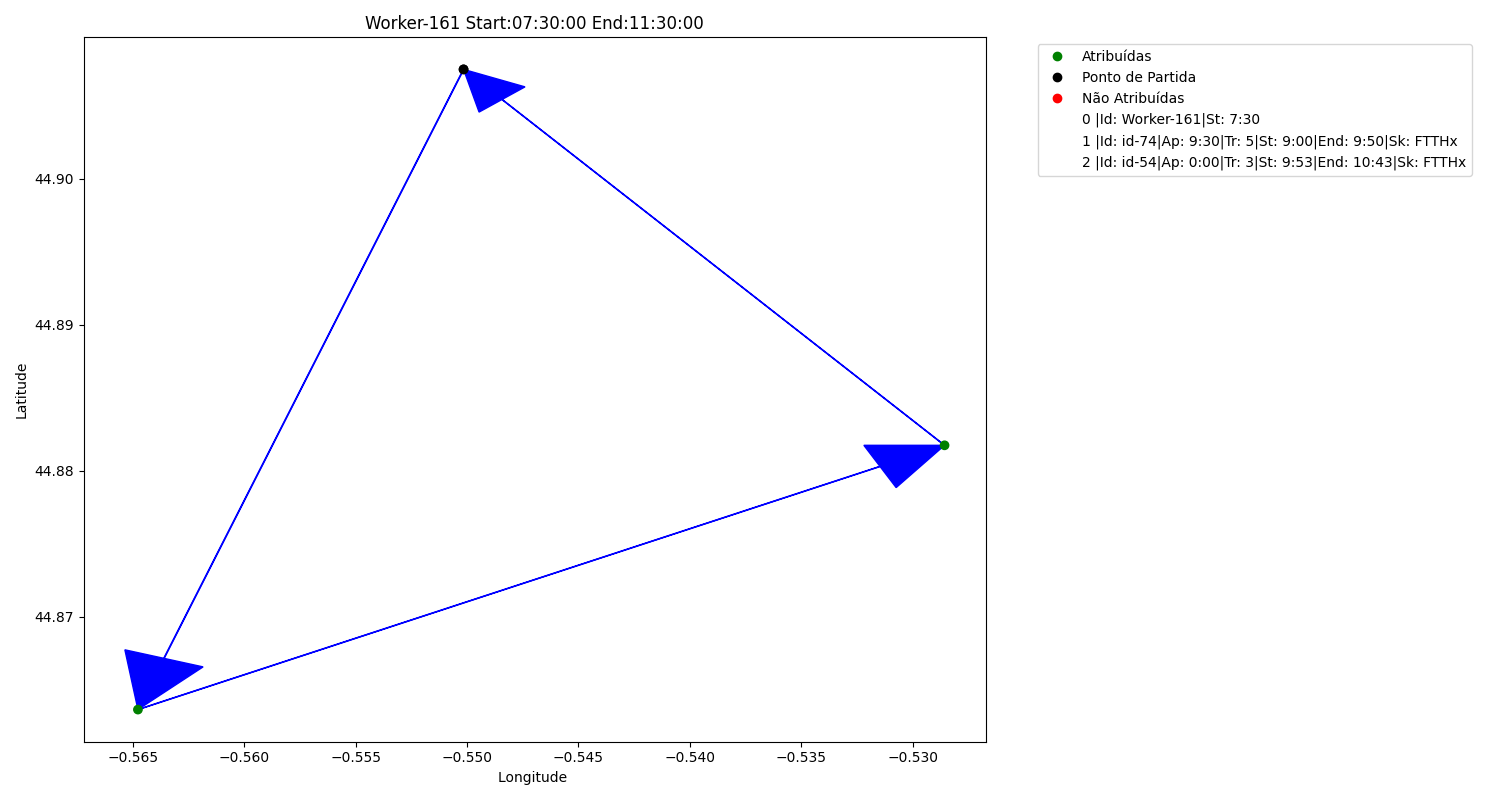 Worker-161 Start:07:30:00 End:11:30:00
Latitude
44.90
44.89
44.88
44.87
−0.565 −0.560 −0.555 −0.550 −0.545 −0.540 −0.535 −0.530
Longitude
Atribuídas
Ponto de Partida
Não Atribuídas
0 |Id: Worker-161|St: 7:30
1 |Id: id-74|Ap: 9:30|Tr: 5|St: 9:00|End: 9:50|Sk: FTTHx
2 |Id: id-54|Ap: 0:00|Tr: 3|St: 9:53|End: 10:43|Sk: FTTHx